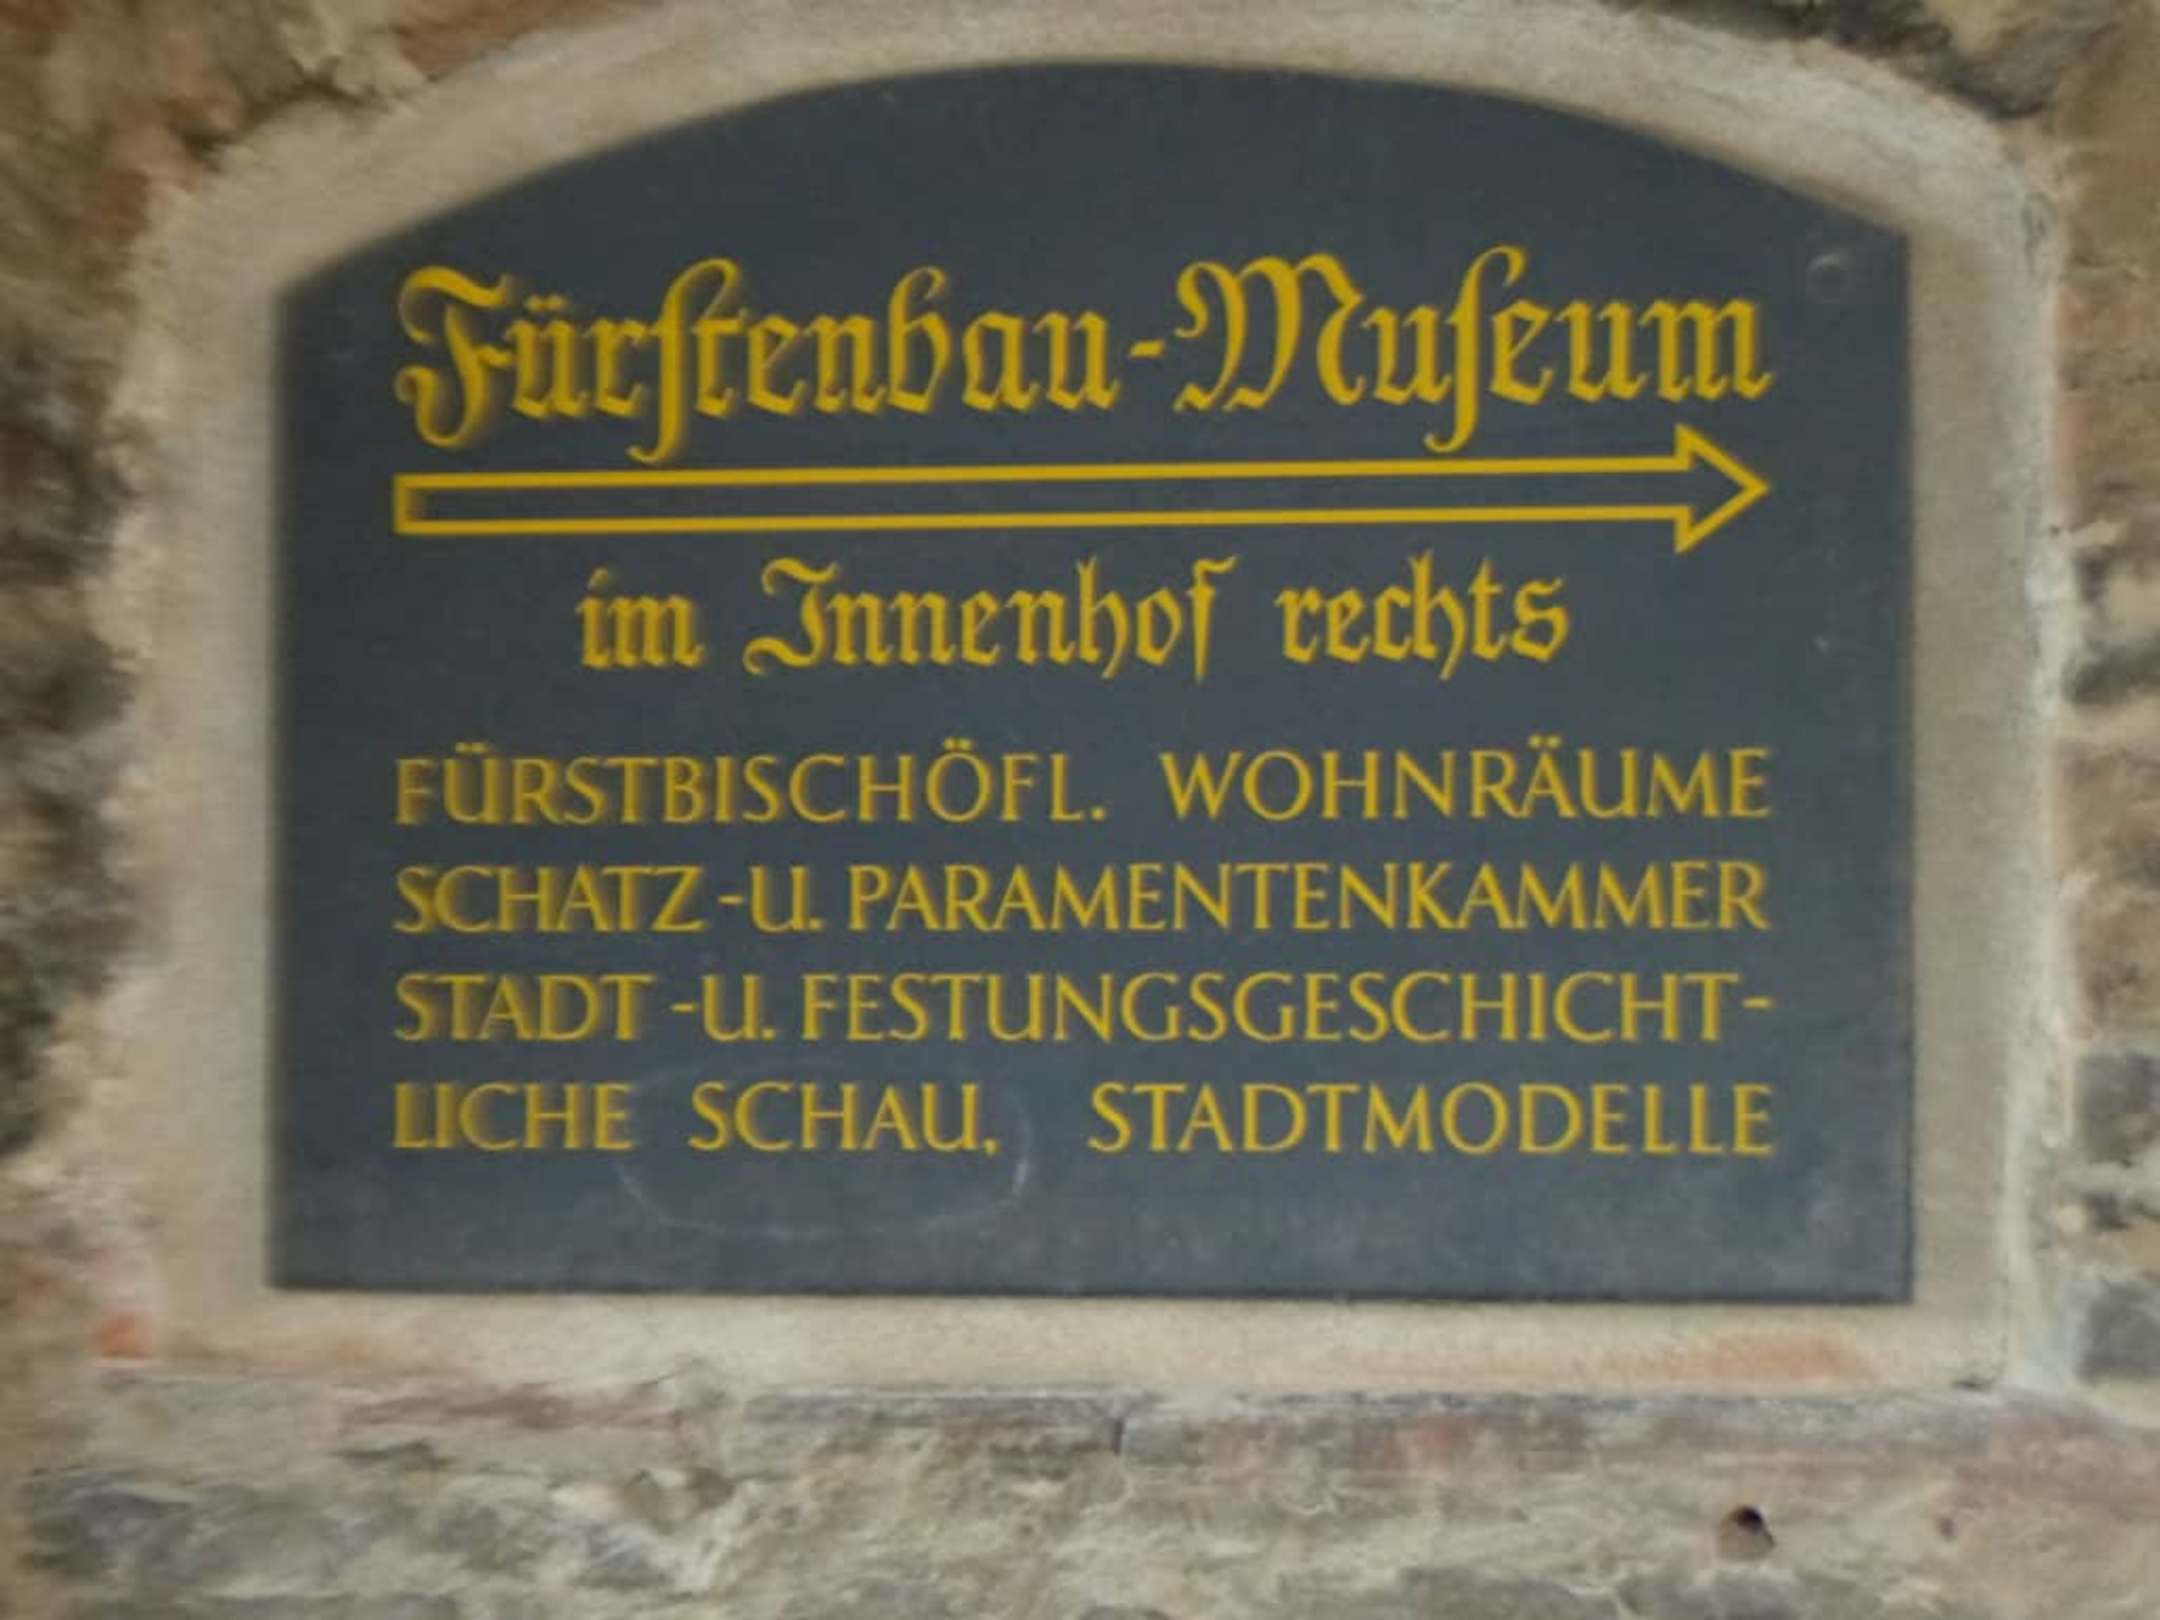 Fürſtenbau-Muſeum
im Innenhof rechts
FÜRSTBISCHÖFL. WOHNRÄUME
SCHATZ-U. PARAMENTENKAMMER
STADT-U. FESTUNGSGESCHICHT-
LICHE SCHAU, STADTMODELLE